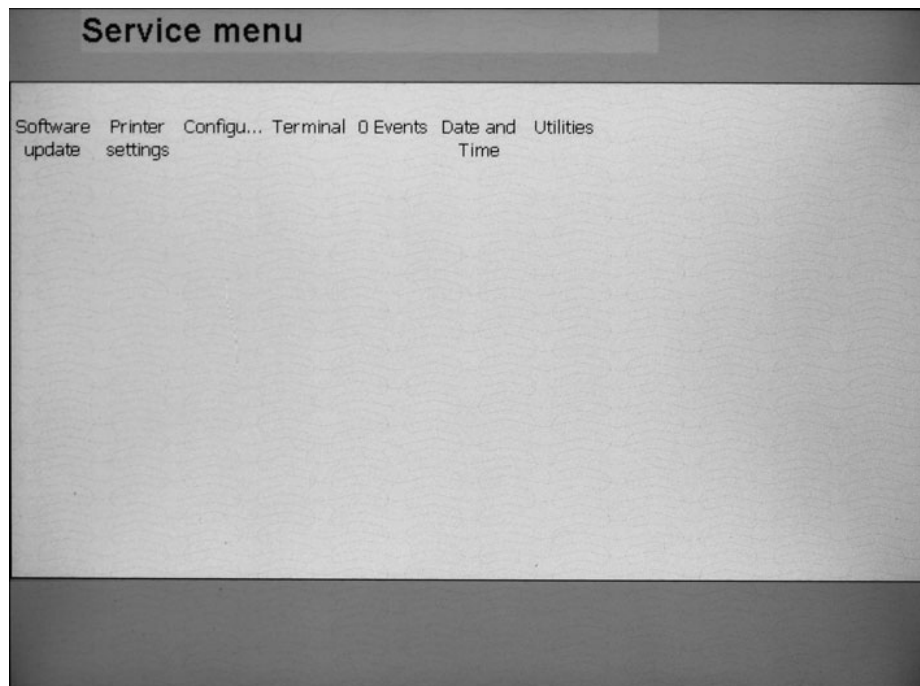 Service menu
Software Printer Configu... Terminal 0 Events Date and Utilities
update settings Time